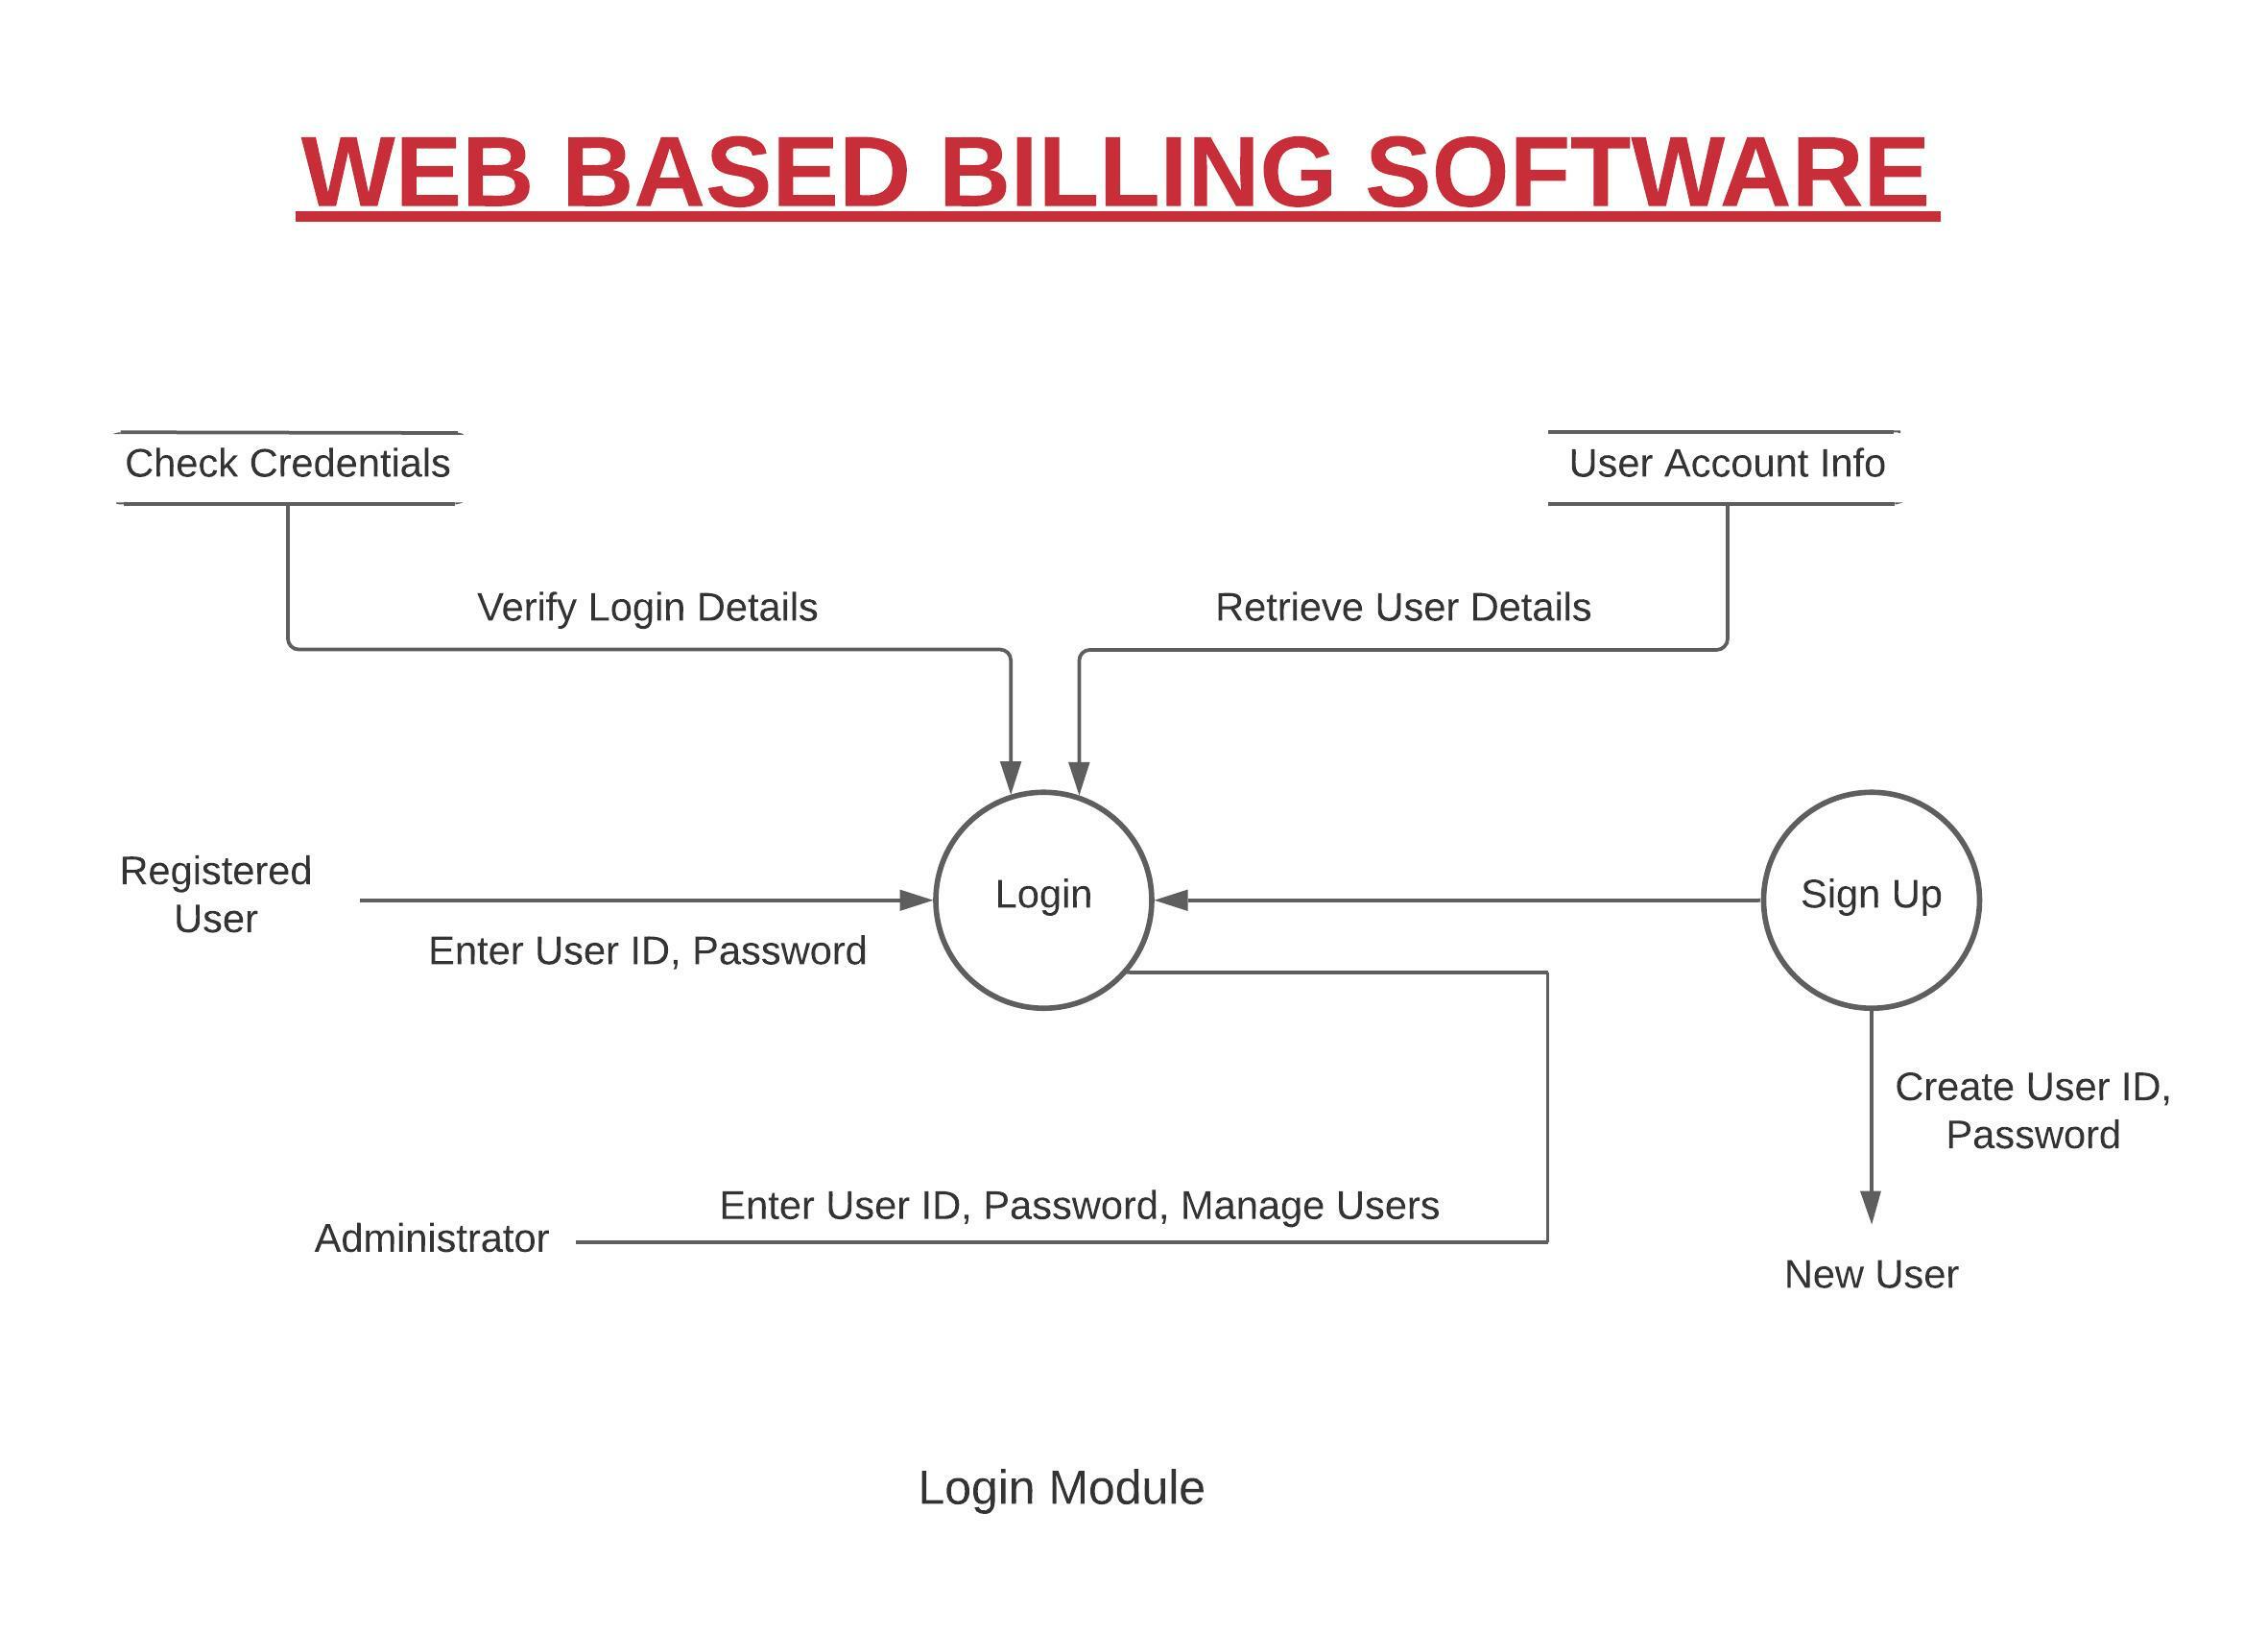 WEB BASED BILLING SOFTWARE
Check Credentials
User Account Info
Verify Login Details
Retrieve User Details
Registered
User
Login
Sign Up
Enter User ID, Password
Create User ID,
Password
Enter User ID, Password, Manage Users
Administrator
New User
Login Module